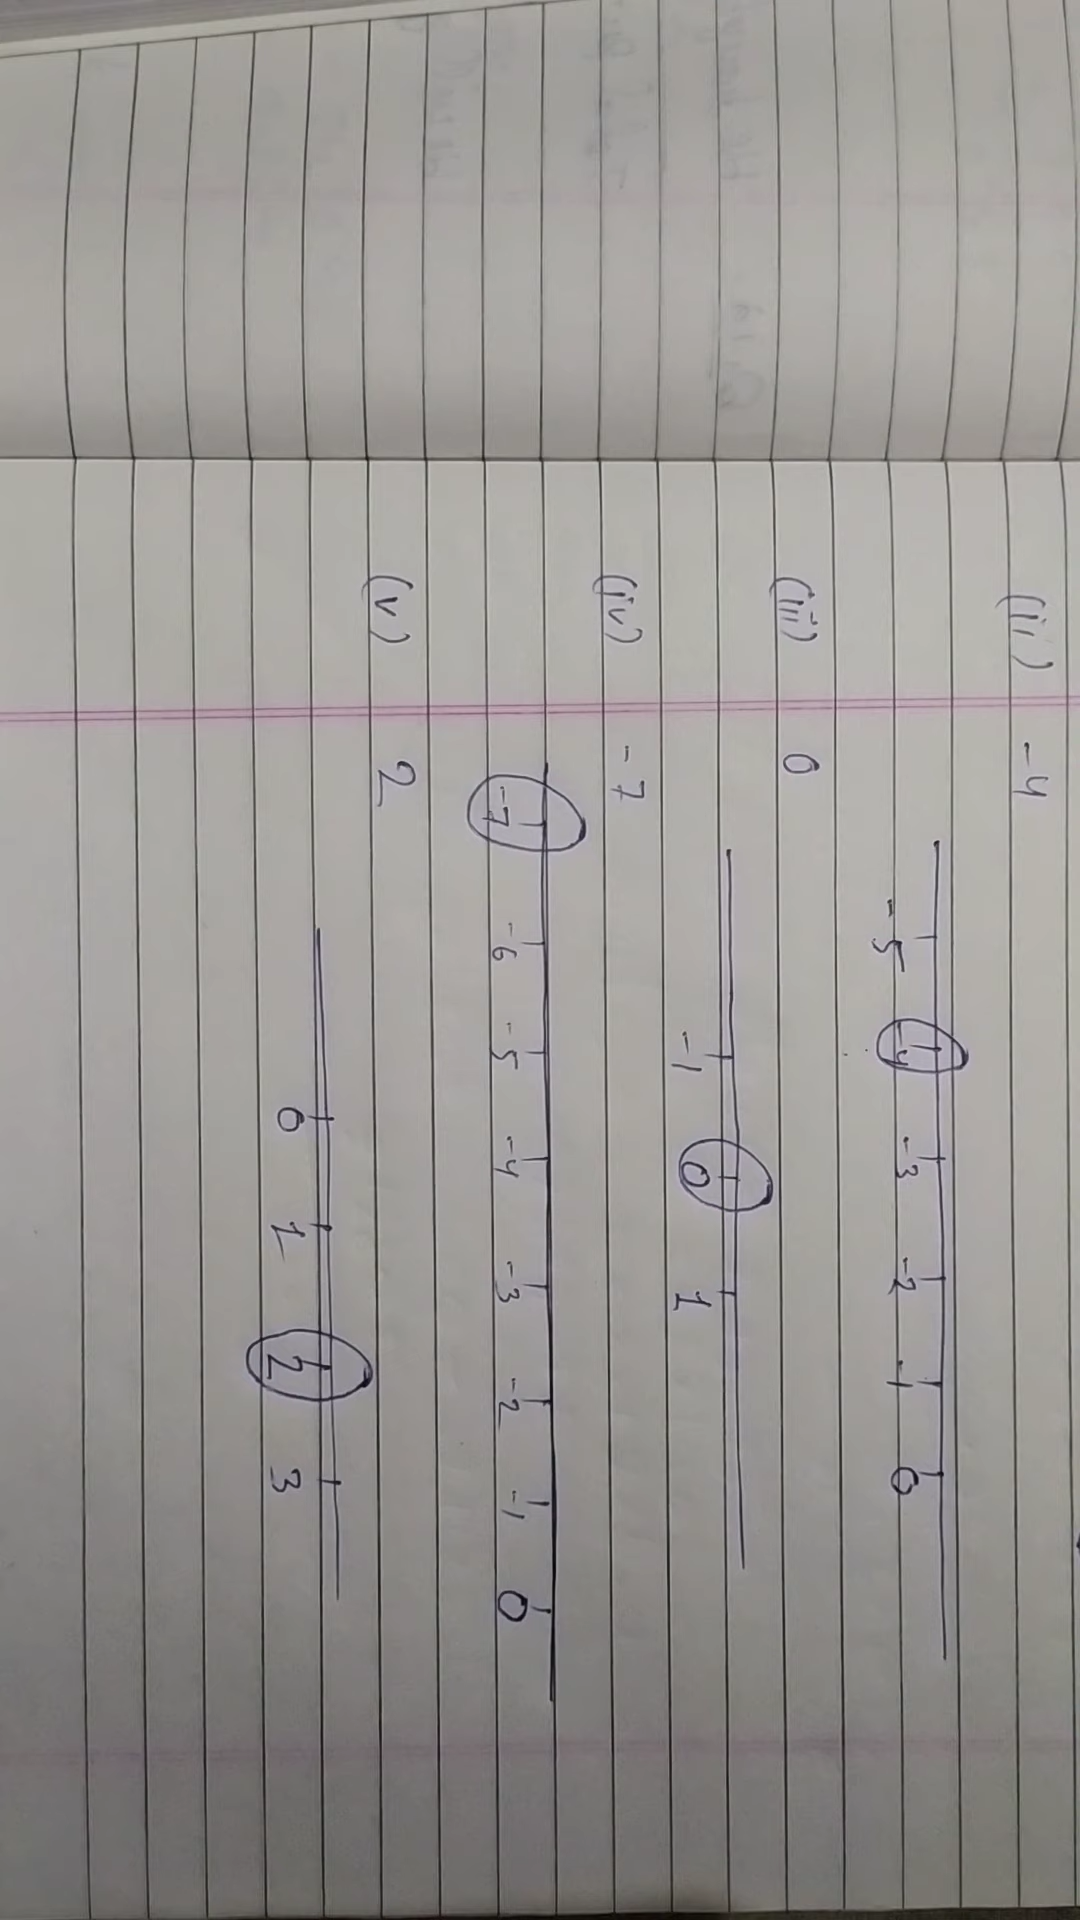 (ii) -4
-5 -4 -3 -2 -1 0
(iii) 0
-1 0 1
(iv) -7
-7 -6 -5 -4 -3 -2 -1 0
(v) 2
0 1 2 3